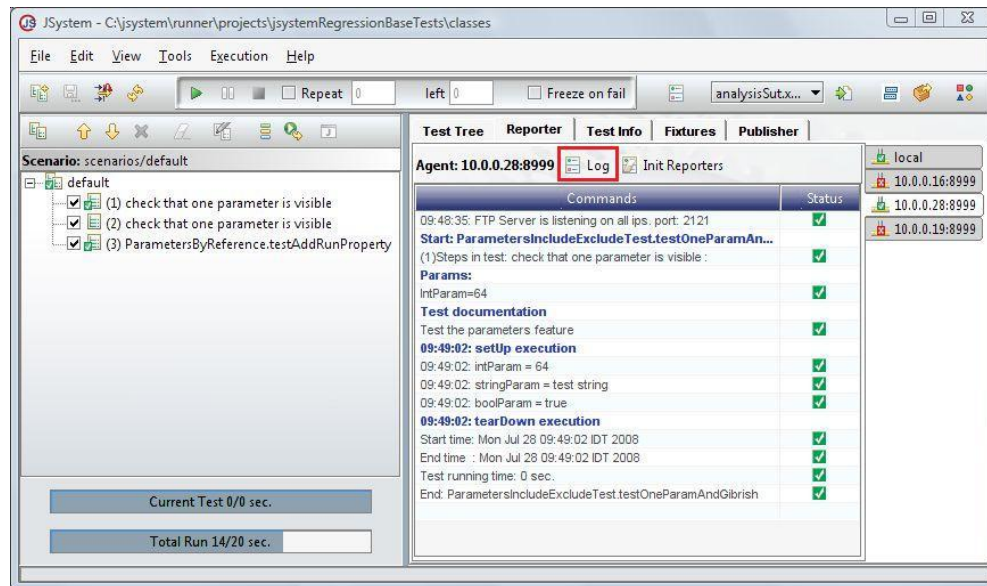 JSystem - C:\jsystem\runner\projects\jsystemRegressionBaseTests\classes
File Edit View Tools Execution Help
Repeat 0 left 0 Freeze on fail analysisSut.x...
Scenario: scenarios/default
default
(1) check that one parameter is visible
(2) check that one parameter is visible
(3) ParametersByReference.testAddRunProperty
Current Test 0/0 sec.
Total Run 14/20 sec.
Test Tree Reporter Test Info Fixtures Publisher
Agent: 10.0.0.28:8999 Log Init Reporters
Commands Status
09:48:35: FTP Server is listening on all ips. port: 2121
Start: ParametersIncludeExcludeTest.testOneParamAn...
(1)Steps in test: check that one parameter is visible :
Params:
IntParam=64
Test documentation
Test the parameters feature
09:49:02: setUp execution
09:49:02: intParam = 64
09:49:02: stringParam = test string
09:49:02: boolParam = true
09:49:02: tearDown execution
Start time: Mon Jul 28 09:49:02 IDT 2008
End time : Mon Jul 28 09:49:02 IDT 2008
Test running time: 0 sec.
End: ParametersIncludeExcludeTest.testOneParamAndGibrish
local
10.0.0.16:8999
10.0.0.28:8999
10.0.0.19:8999